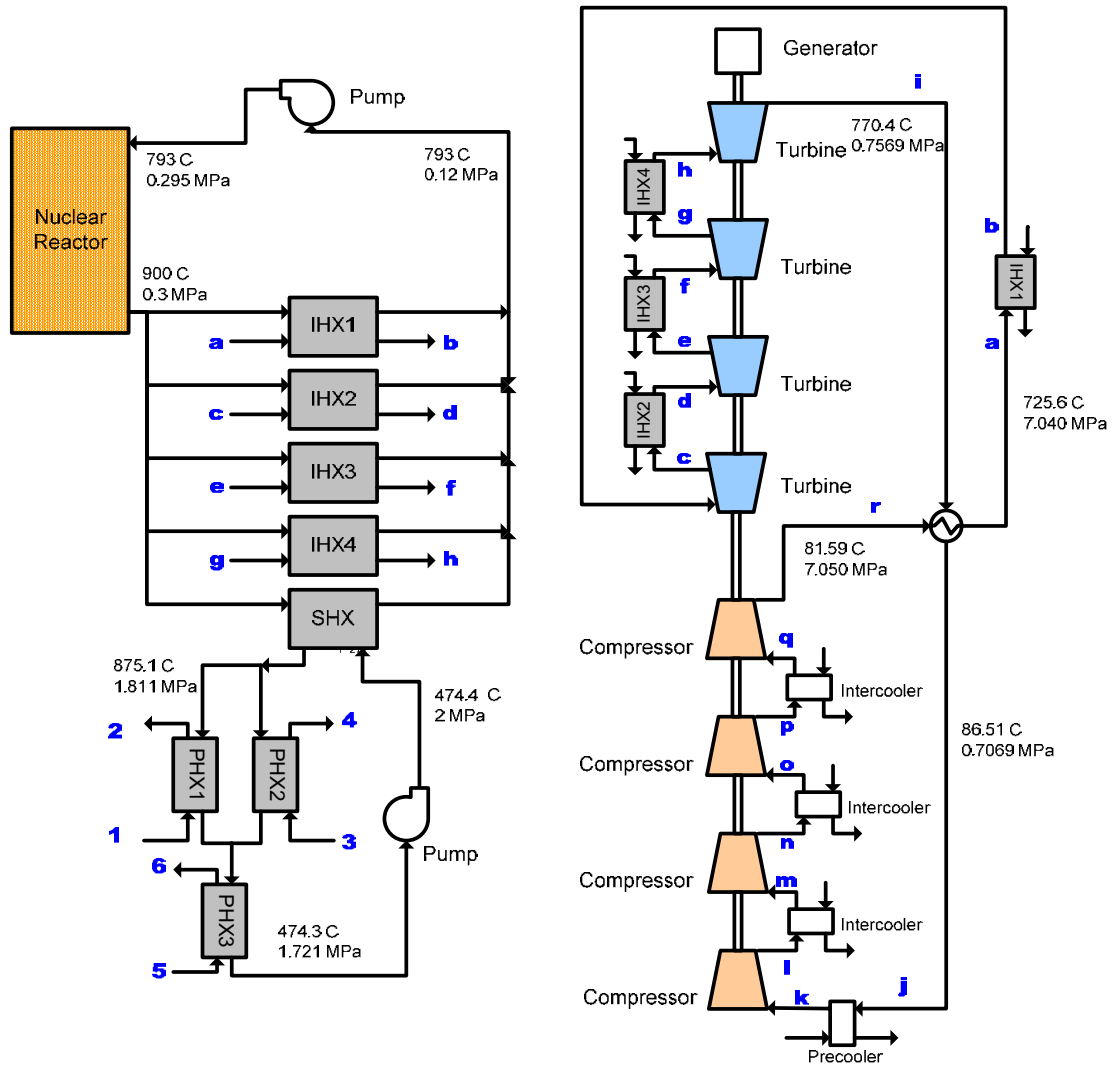 Generator
i
Pump
770.4 C
0.7569 MPa
Turbine
793 C
0.295 MPa
793 C
0.12 MPa
IHX4
h
g
Nuclear
Reactor
b
Turbine
900 C
0.3 MPa
IHX3
f
IHX1
IHX1
a
b
e
a
IHX2
c
d
Turbine
d
IHX2
725.6 C
7.040 MPa
c
IHX3
e
f
Turbine
r
IHX4
g
h
81.59 C
7.050 MPa
SHX
Compressor
q
875.1 C
1.811 MPa
474.4 C
2 MPa
Intercooler
p
2
4
86.51 C
0.7069 MPa
PHX1
PHX2
Compressor
o
Intercooler
1
3
n
Pump
6
Compressor
m
PHX3
Intercooler
474.3 C
1.721 MPa
5
l
Compressor
k
j
Precooler